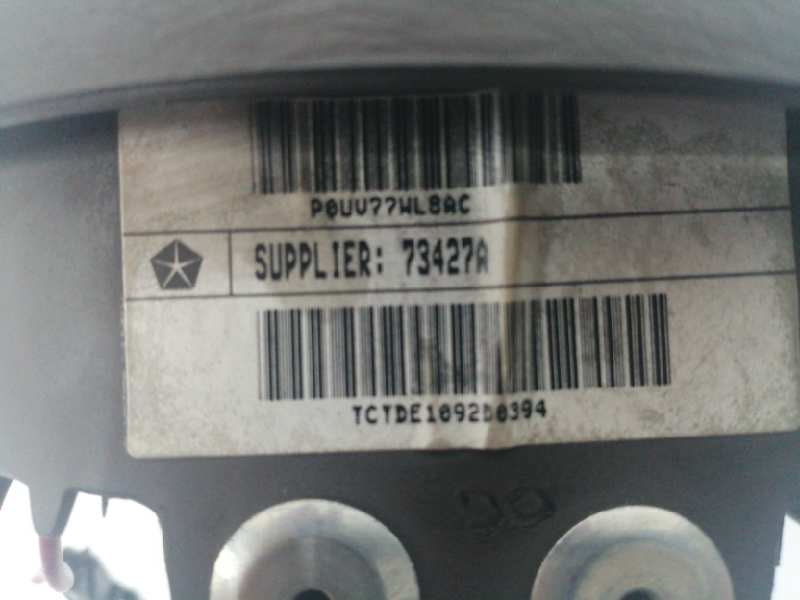 P0UV77WL8AC
SUPPLIER: 73427A
TCTDE1092D0394